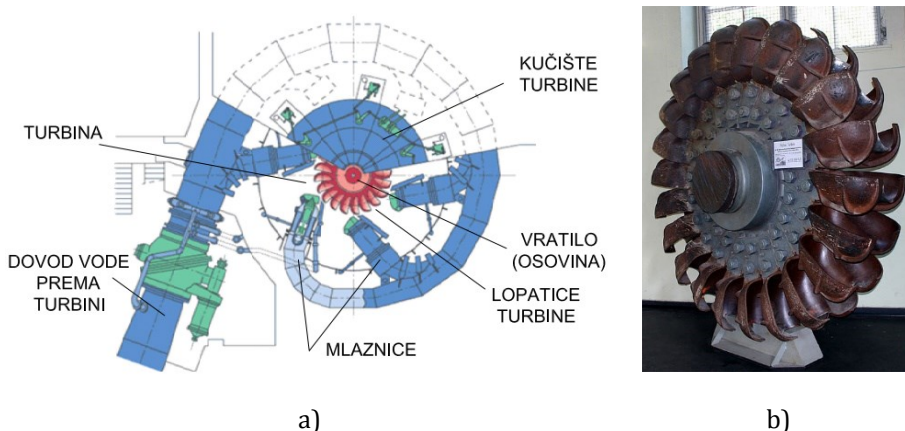 KUČIŠTE
TURBINE
TURBINA
VRATILO
(OSOVINA)
DOVOD VODE
PREMA
TURBINI
LOPATICE
TURBINE
MLAZNICE
a)
b)